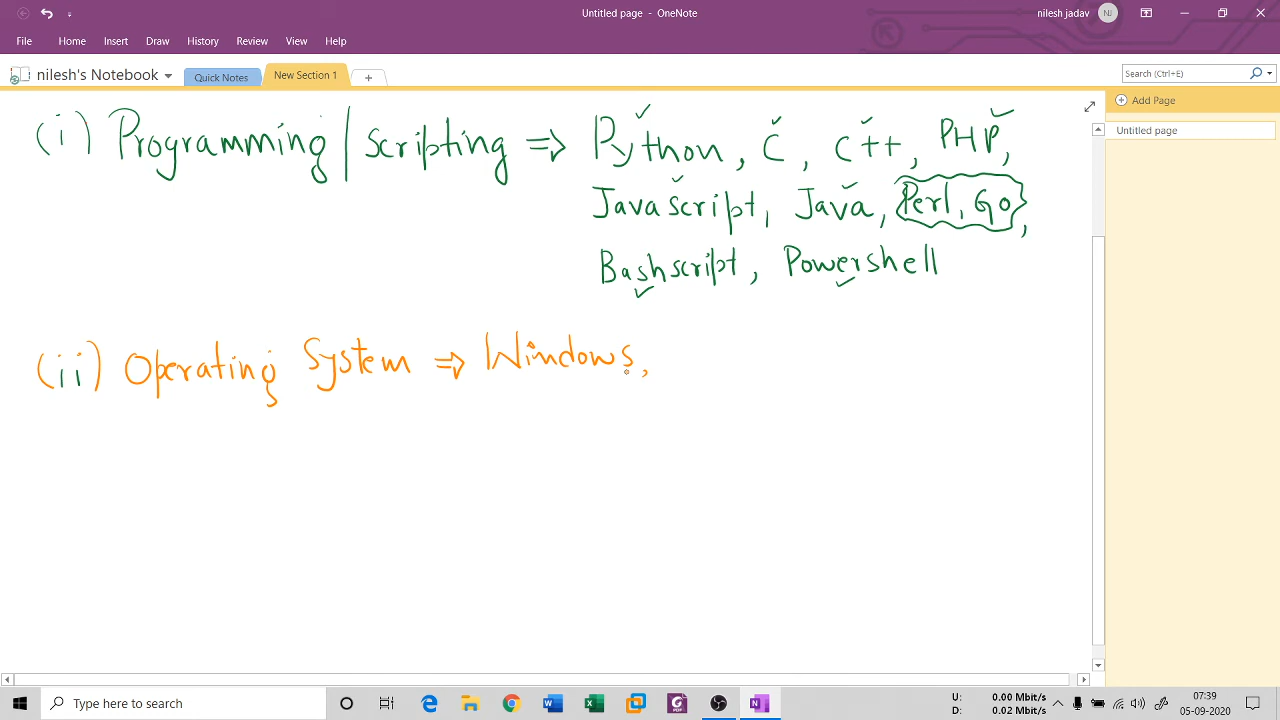 Untitled page - OneNote
nilesh jadav NJ
File Home Insert Draw History Review View Help
nilesh's Notebook Quick Notes New Section 1 + Search (Ctrl+E)
Add Page
Untitled page
(i) Programming | scripting ⇒ Python, C, C++, PHP,
JavaScript, Java, Perl, Go,
Bashscript, Powershell
(ii) Operating System ⇒ Windows,
Type here to search
U: 0.00 Mbit/s
D: 0.02 Mbit/s
07:39
05-09-2020